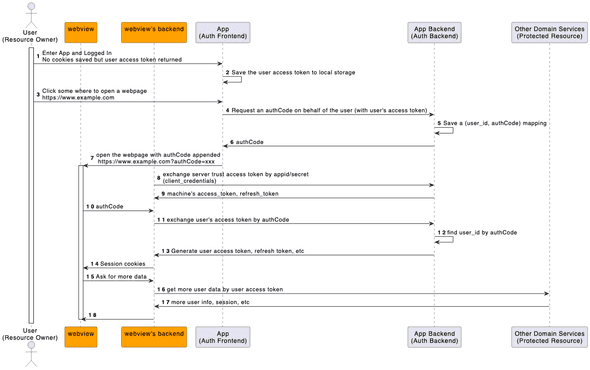 User
(Resource Owner)
webview
webview's backend
App
(Auth Frontend)
App Backend
(Auth Backend)
Other Domain Services
(Protected Resource)
1 Enter App and Logged In
No cookies saved but user access token returned
2 Save the user access token to local storage
3 Click some where to open a webpage
https://www.example.com
4 Request an authCode on behalf of the user (with user's access token)
5 Save a (user_id, authCode) mapping
6 authCode
7 open the webpage with authCode appended
https://www.example.com?authCode=xxx
8 exchange server trust access token by appid/secret
(client_credentials)
9 machine's access_token, refresh_token
10 authCode
11 exchange user's access token by authCode
12 find user_id by authCode
13 Generate user access token, refresh token, etc
14 Session cookies
15 Ask for more data
16 get more user data by user access token
17 more user info, session, etc
18
User
(Resource Owner)
webview
webview's backend
App
(Auth Frontend)
App Backend
(Auth Backend)
Other Domain Services
(Protected Resource)